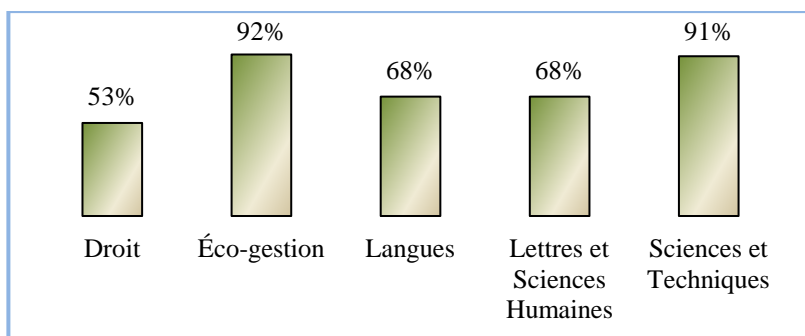 53%
92%
68%
68%
91%
Droit
Éco-gestion
Langues
Lettres et
Sciences
Humaines
Sciences et
Techniques